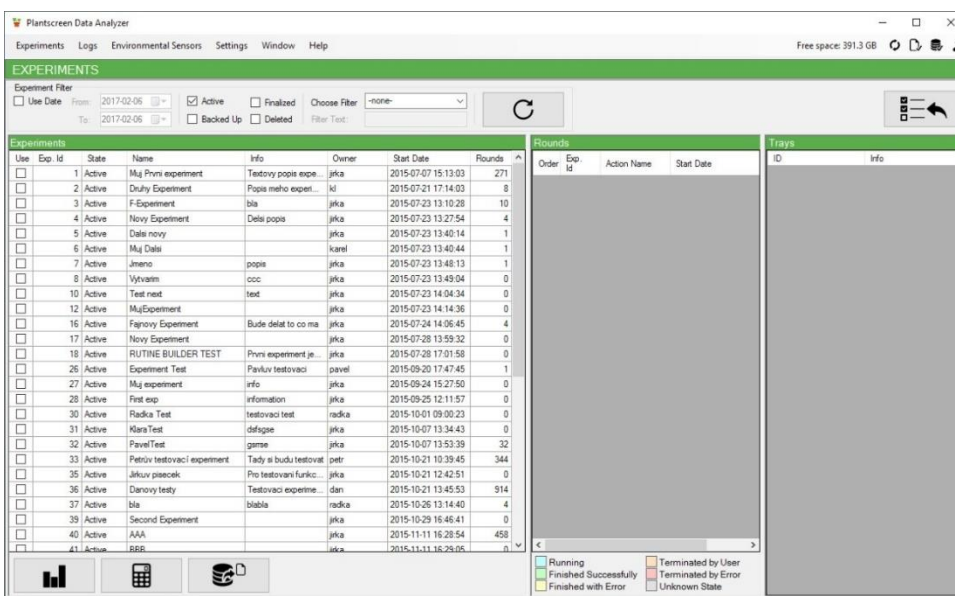 Plantscreen Data Analyzer
Experiments Logs Environmental Sensors Settings Window Help Free space: 391.3 GB
EXPERIMENTS
Experiment Filter
Use Date From: 2017-02-06 Active Finalized Choose Filter -none-
To: 2017-02-06 Backed Up Deleted Filter Text:
Experiments Rounds Trays
Use Exp. Id State Name Info Owner Start Date Rounds Order Exp. Id Action Name Start Date ID Info
1 Active Muj Prvni experiment Textovy popis expe... jirka 2015-07-07 15:13:03 271
2 Active Druhy Experiment Popis meho experi... kl 2015-07-21 17:14:03 8
3 Active F-Experiment bla jirka 2015-07-23 13:10:28 10
4 Active Novy Experiment Delsi popis jirka 2015-07-23 13:27:54 4
5 Active Dalsi novy jirka 2015-07-23 13:40:14 1
6 Active Muj Dalsi karel 2015-07-23 13:40:44 1
7 Active Jmeno popis jirka 2015-07-23 13:48:13 1
8 Active Vytvarim ccc jirka 2015-07-23 13:49:04 0
10 Active Test next text jirka 2015-07-23 14:04:34 0
12 Active MujExperiment jirka 2015-07-23 14:14:36 0
16 Active Fajnovy Experiment Bude delat to co ma jirka 2015-07-24 14:06:45 4
17 Active Novy Experiment jirka 2015-07-28 13:59:32 0
18 Active RUTINE BUILDER TEST Prvni experiment je... jirka 2015-07-28 17:01:58 0
26 Active Experiment Test Pavluv testovaci pavel 2015-09-20 17:47:45 1
27 Active Muj experiment info jirka 2015-09-24 15:27:50 0
28 Active First exp information jirka 2015-09-25 12:11:57 0
30 Active Radka Test testovaci test radka 2015-10-01 09:00:23 0
31 Active KlaraTest dsfsgse jirka 2015-10-07 13:34:43 0
32 Active PavelTest jirka 2015-10-07 13:53:39 32
33 Active Petrův testovací experiment Tady si budu testovat petr 2015-10-21 10:39:45 344
35 Active Jirkuv pisecek Pro testovani funkc... jirka 2015-10-21 12:42:51 0
36 Active Danovy testy Testovaci experime... dan 2015-10-21 13:45:53 914
37 Active bla blabla radka 2015-10-26 13:14:40 4
39 Active Second Experiment jirka 2015-10-29 16:46:41 0
40 Active AAA jirka 2015-11-11 16:28:54 458
41 Active BBB jirka 2015-11-11 16:29:05 0
Running Terminated by User
Finished Successfully Terminated by Error
Finished with Error Unknown State